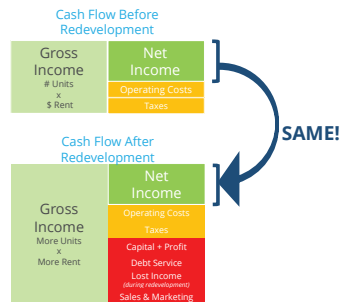 Cash Flow Before
Redevelopment
Gross
Income
# Units
x
$ Rent
Net
Income
Operating Costs
Taxes
SAME!
Cash Flow After
Redevelopment
Gross
Income
More Units
x
More Rent
Net
Income
Operating Costs
Taxes
Capital + Profit
Debt Service
Lost Income
(during redevelopment)
Sales & Marketing